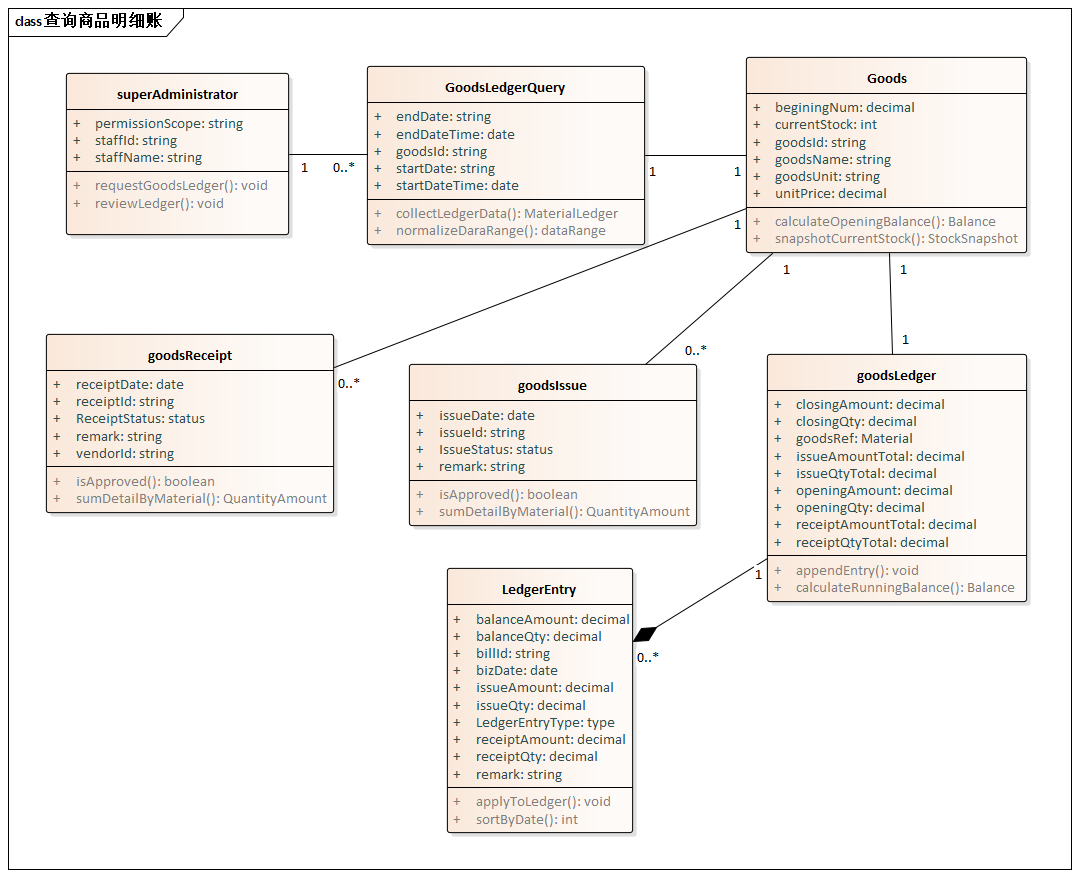 class 查询商品明细账
superAdministrator
+ permissionScope: string
+ staffId: string
+ staffName: string
+ requestGoodsLedger(): void
+ reviewLedger(): void
1
0..*
GoodsLedgerQuery
+ endDate: string
+ endDateTime: date
+ goodsId: string
+ startDate: string
+ startDateTime: date
+ collectLedgerData(): MaterialLedger
+ normalizeDaraRange(): dataRange
1
1
Goods
+ beginingNum: decimal
+ currentStock: int
+ goodsId: string
+ goodsName: string
+ goodsUnit: string
+ unitPrice: decimal
+ calculateOpeningBalance(): Balance
+ snapshotCurrentStock(): StockSnapshot
1
1
1
goodsReceipt
+ receiptDate: date
+ receiptId: string
+ ReceiptStatus: status
+ remark: string
+ vendorId: string
+ isApproved(): boolean
+ sumDetailByMaterial(): QuantityAmount
0..*
0..*
goodsIssue
+ issueDate: date
+ issueId: string
+ IssueStatus: status
+ remark: string
+ isApproved(): boolean
+ sumDetailByMaterial(): QuantityAmount
1
goodsLedger
+ closingAmount: decimal
+ closingQty: decimal
+ goodsRef: Material
+ issueAmountTotal: decimal
+ issueQtyTotal: decimal
+ openingAmount: decimal
+ openingQty: decimal
+ receiptAmountTotal: decimal
+ receiptQtyTotal: decimal
+ appendEntry(): void
+ calculateRunningBalance(): Balance
1
0..*
LedgerEntry
+ balanceAmount: decimal
+ balanceQty: decimal
+ billId: string
+ bizDate: date
+ issueAmount: decimal
+ issueQty: decimal
+ LedgerEntryType: type
+ receiptAmount: decimal
+ receiptQty: decimal
+ remark: string
+ applyToLedger(): void
+ sortByDate(): int